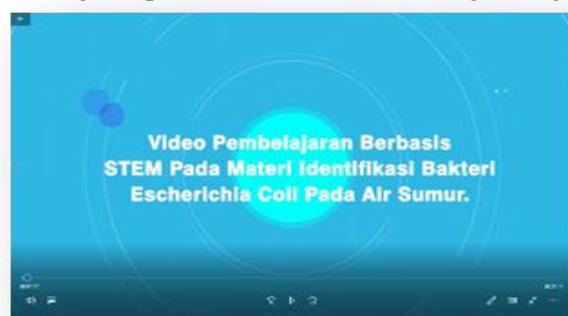 Video Pembelajaran Berbasis
STEM Pada Materi Identifikasi Bakteri
Escherichia Coli Pada Air Sumur.